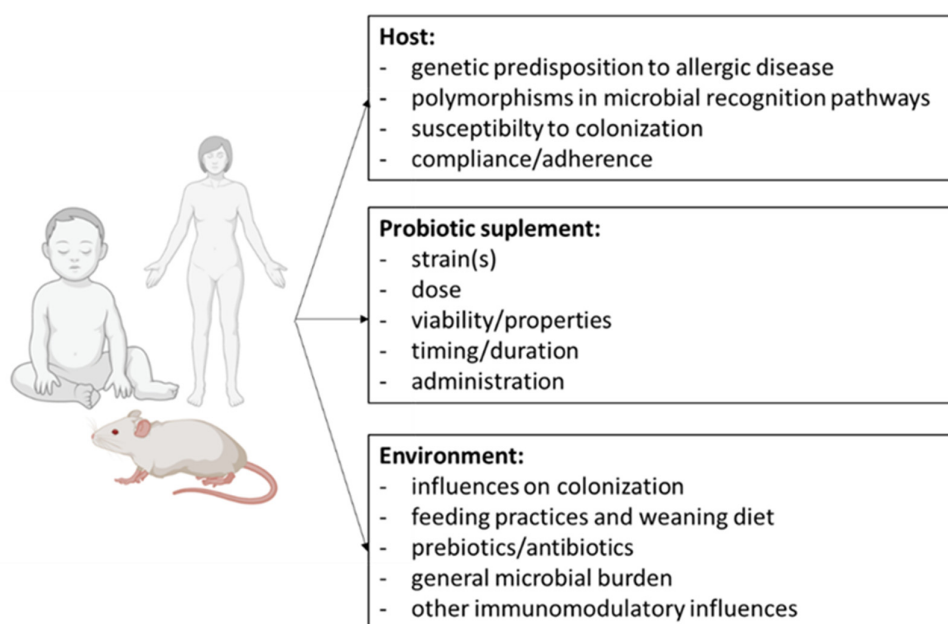 Host:
- genetic predisposition to allergic disease
- polymorphisms in microbial recognition pathways
- susceptibilty to colonization
- compliance/adherence
Probiotic suplement:
- strain(s)
- dose
- viability/properties
- timing/duration
- administration
Environment:
- influences on colonization
- feeding practices and weaning diet
- prebiotics/antibiotics
- general microbial burden
- other immunomodulatory influences